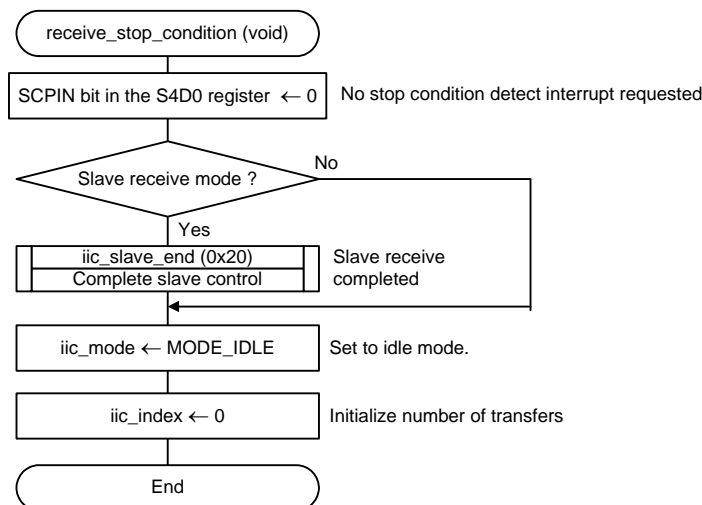 receive_stop_condition (void)
SCPIN bit in the S4D0 register ← 0
No stop condition detect interrupt requested
Slave receive mode ?
No
Yes
iic_slave_end (0x20)
Complete slave control
Slave receive
completed
iic_mode ← MODE_IDLE
Set to idle mode.
iic_index ← 0
Initialize number of transfers
End